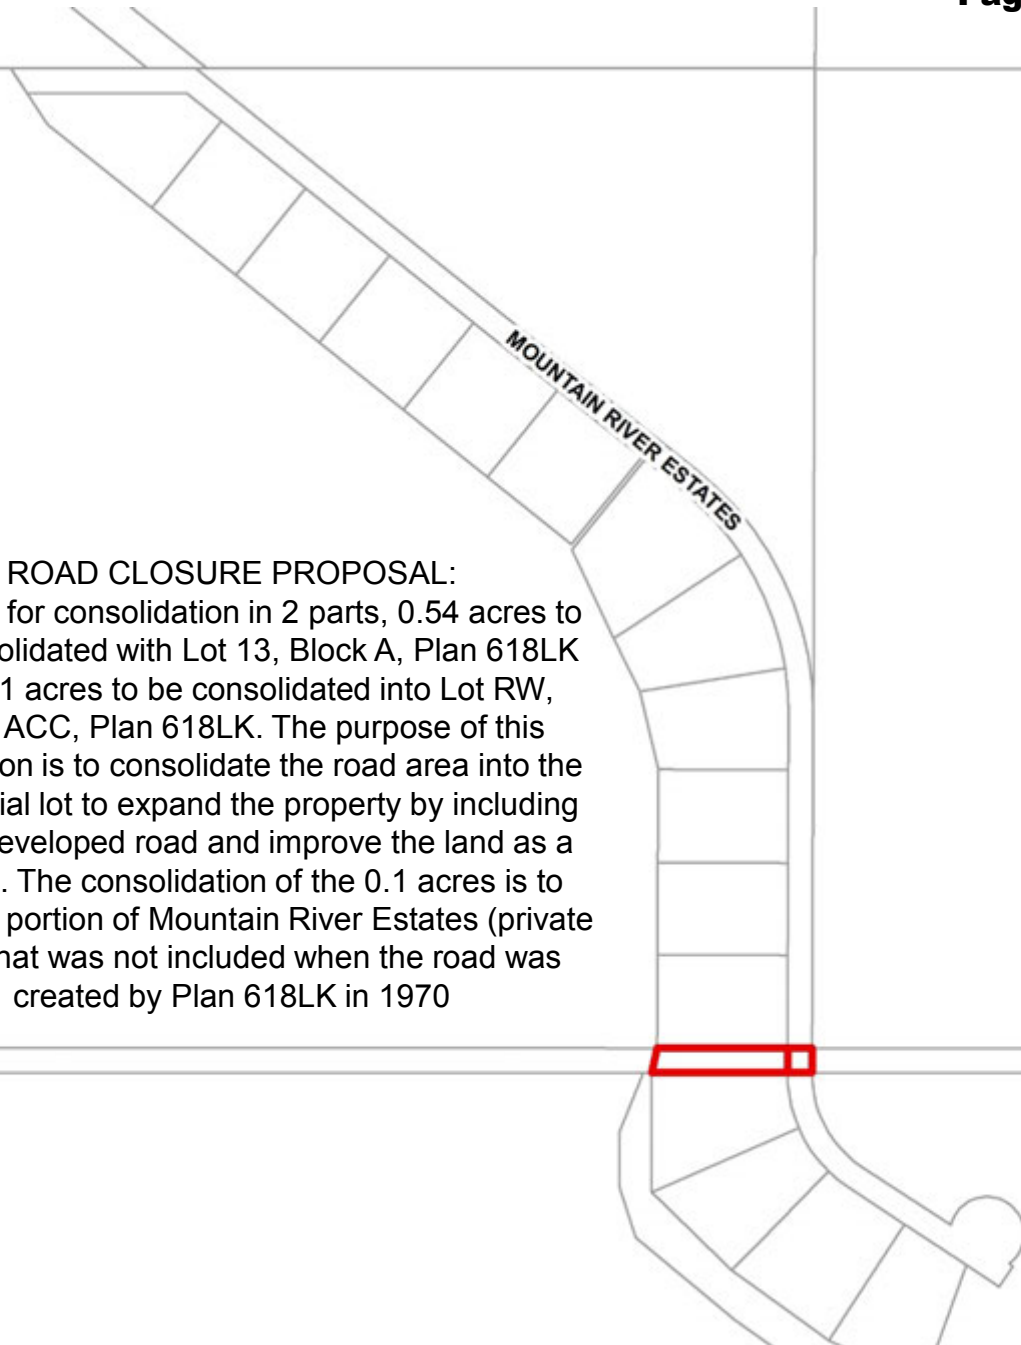 Pag
MOUNTAIN RIVER ESTATES
ROAD CLOSURE PROPOSAL:
for consolidation in 2 parts, 0.54 acres to
olidated with Lot 13, Block A, Plan 618LK
1 acres to be consolidated into Lot RW,
ACC, Plan 618LK. The purpose of this
on is to consolidate the road area into the
ial lot to expand the property by including
eveloped road and improve the land as a
. The consolidation of the 0.1 acres is to
portion of Mountain River Estates (private
hat was not included when the road was
created by Plan 618LK in 1970